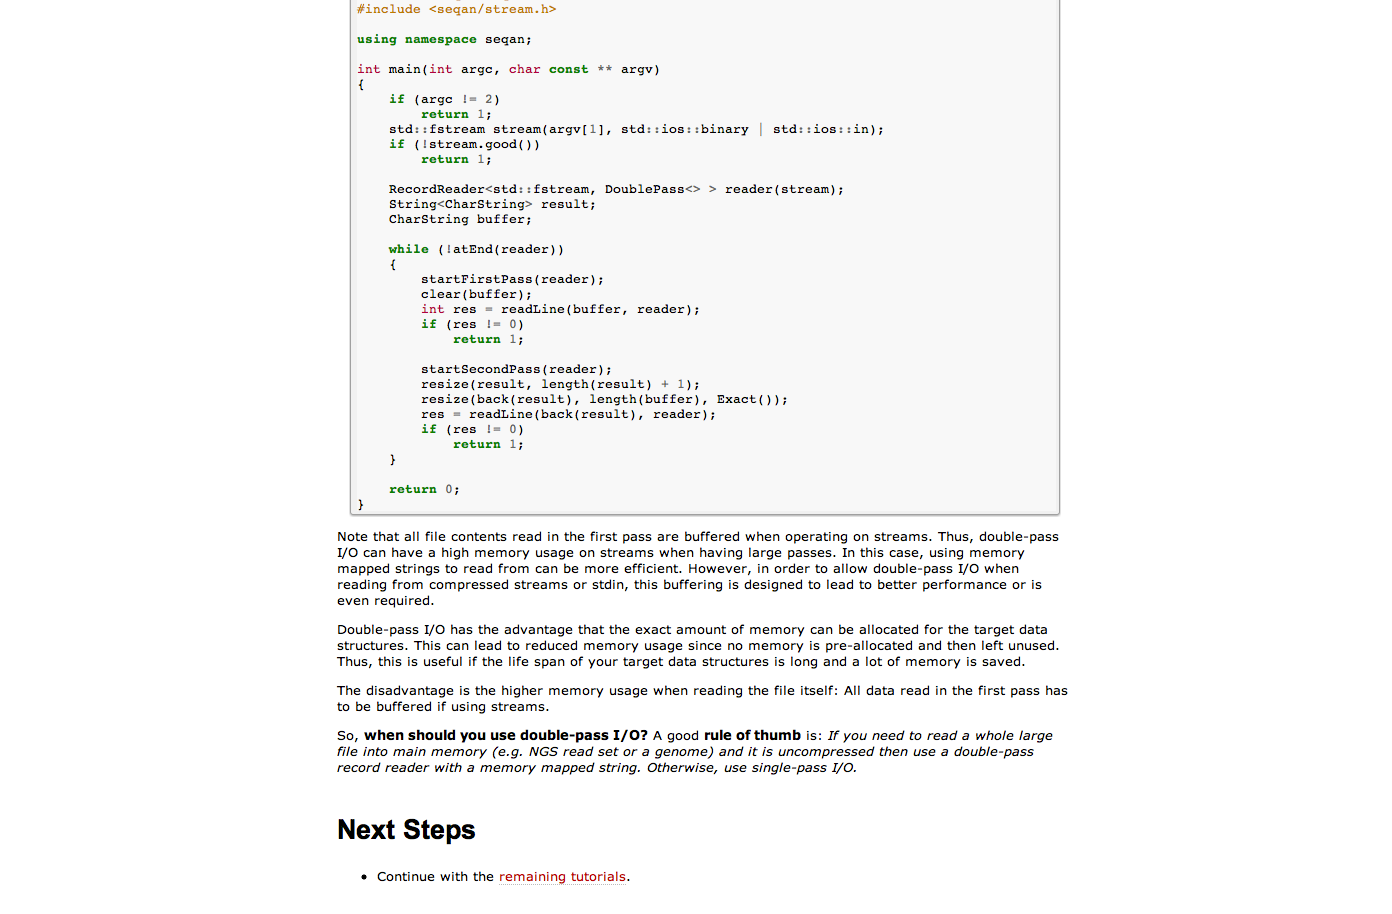 #include <seqan/stream.h>
using namespace seqan;
int main(int argc, char const ** argv)
{
if (argc != 2)
return 1;
std::fstream stream(argv[1], std::ios::binary | std::ios::in);
if (!stream.good())
return 1;
RecordReader<std::fstream, DoublePass<> > reader(stream);
String<CharString> result;
CharString buffer;
while (!atEnd(reader))
{
startFirstPass(reader);
clear(buffer);
int res = readLine(buffer, reader);
if (res != 0)
return 1;
startSecondPass(reader);
resize(result, length(result) + 1);
resize(back(result), length(buffer), Exact());
res = readLine(back(result), reader);
if (res != 0)
return 1;
}
return 0;
}
Note that all file contents read in the first pass are buffered when operating on streams. Thus, double-pass
I/O can have a high memory usage on streams when having large passes. In this case, using memory
mapped strings to read from can be more efficient. However, in order to allow double-pass I/O when
reading from compressed streams or stdin, this buffering is designed to lead to better performance or is
even required.
Double-pass I/O has the advantage that the exact amount of memory can be allocated for the target data
structures. This can lead to reduced memory usage since no memory is pre-allocated and then left unused.
Thus, this is useful if the life span of your target data structures is long and a lot of memory is saved.
The disadvantage is the higher memory usage when reading the file itself: All data read in the first pass has
to be buffered if using streams.
So, when should you use double-pass I/O? A good rule of thumb is: If you need to read a whole large
file into main memory (e.g. NGS read set or a genome) and it is uncompressed then use a double-pass
record reader with a memory mapped string. Otherwise, use single-pass I/O.
Next Steps
• Continue with the remaining tutorials.